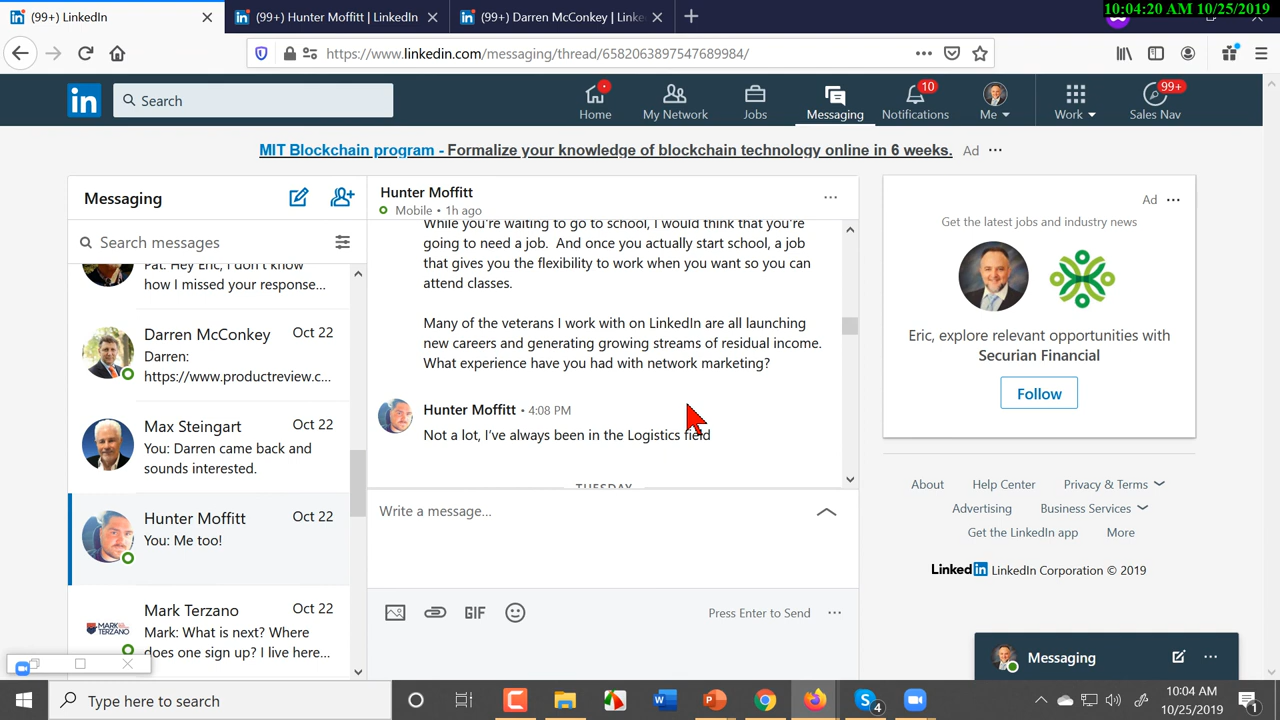 10:04:20 AM 10/25/2019
(99+) LinkedIn
(99+) Hunter Moffitt | LinkedIn
(99+) Darren McConkey | Linke
https://www.linkedin.com/messaging/thread/6582063897547689984/
in
Search
Home
My Network
Jobs
Messaging
10
Notifications
Me
Work
99+
Sales Nav
MIT Blockchain program - Formalize your knowledge of blockchain technology online in 6 weeks. Ad
Messaging
Search messages
Pat: Hey Eric, I don't know
how I missed your response...
Darren McConkey Oct 22
Darren:
https://www.productreview.c...
Max Steingart Oct 22
You: Darren came back and
sounds interested.
Hunter Moffitt Oct 22
You: Me too!
Mark Terzano Oct 22
MARK
TERZANO
Mark: What is next? Where
does one sign up? I live here...
Hunter Moffitt
Mobile • 1h ago
While you're waiting to go to school, I would think that you're
going to need a job. And once you actually start school, a job
that gives you the flexibility to work when you want so you can
attend classes.
Many of the veterans I work with on LinkedIn are all launching
new careers and generating growing streams of residual income.
What experience have you had with network marketing?
Hunter Moffitt • 4:08 PM
Not a lot, I've always been in the Logistics field
TUESDAY
Write a message...
GIF
Press Enter to Send
Ad
Get the latest jobs and industry news
Eric, explore relevant opportunities with
Securian Financial
Follow
About Help Center Privacy & Terms
Advertising Business Services
Get the LinkedIn app More
Linked in LinkedIn Corporation © 2019
Messaging
Type here to search
4
10:04 AM
10/25/2019
1